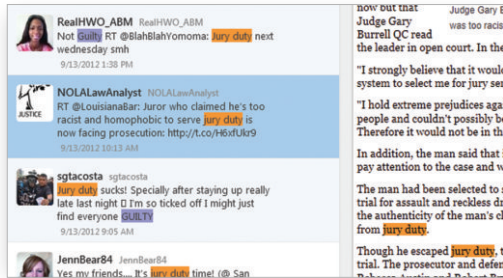 RealHWO_ABM RealHWO_ABM
Not Guilty RT @BlahBlahYomoma: Jury duty next
wednesday smh
9/13/2012 1:38 PM
JUSTICE
NOLALawAnalyst NOLALawAnalyst
RT @LouisianaBar: Juror who claimed he's too
racist and homophobic to serve jury duty is
now facing prosecution: http://t.co/H6xfUkr9
9/13/2012 10:13 AM
sgtacosta sgtacosta
Jury duty sucks! Specially after staying up really
late last night I'm so ticked off I might just
find everyone GUILTY
9/13/2012 9:05 AM
JennBear84 JennBear84
Yes my friends.... It's jury duty time! (@ San
now but that
Judge Gary
Burrell QC read
the leader in open court. In the
Judge Gary B
was too racis
"I strongly believe that it woul
system to select me for jury ser
"I hold extreme prejudices aga
people and couldn't possibly b
Therefore it would not be in th
In addition, the man said that
pay attention to the case and w
The man had been selected to s
trial for assault and reckless dr
the authenticity of the man's cl
from jury duty.
Though he escaped jury duty, t
trial. The prosecutor and defen